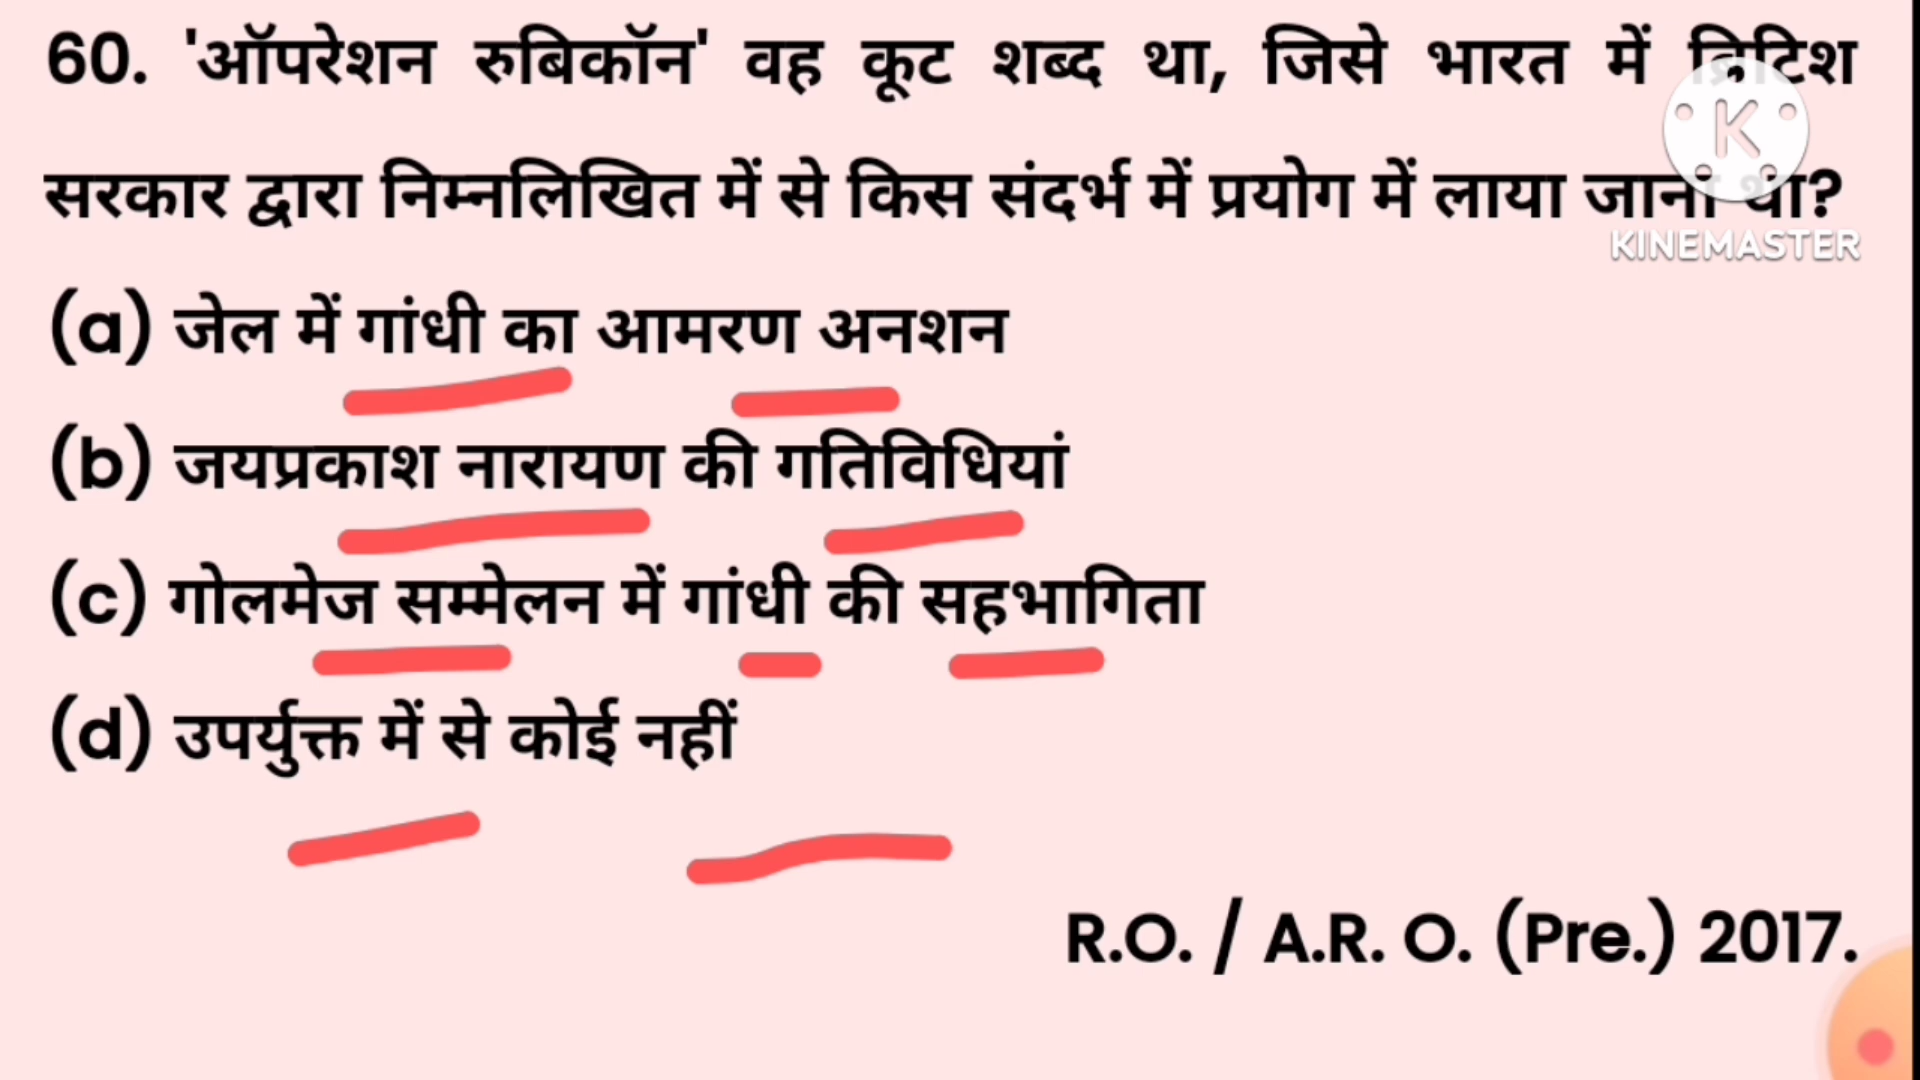 60. 'ऑपरेशन रुबिकॉन' वह कूट शब्द था, जिसे भारत में ब्रिटिश
सरकार द्वारा निम्नलिखित में से किस संदर्भ में प्रयोग में लाया जाना था?
K
KINEMASTER
(a) जेल में गांधी का आमरण अनशन
(b) जयप्रकाश नारायण की गतिविधियां
(c) गोलमेज सम्मेलन में गांधी की सहभागिता
(d) उपर्युक्त में से कोई नहीं
R.O. / A.R. O. (Pre.) 2017.